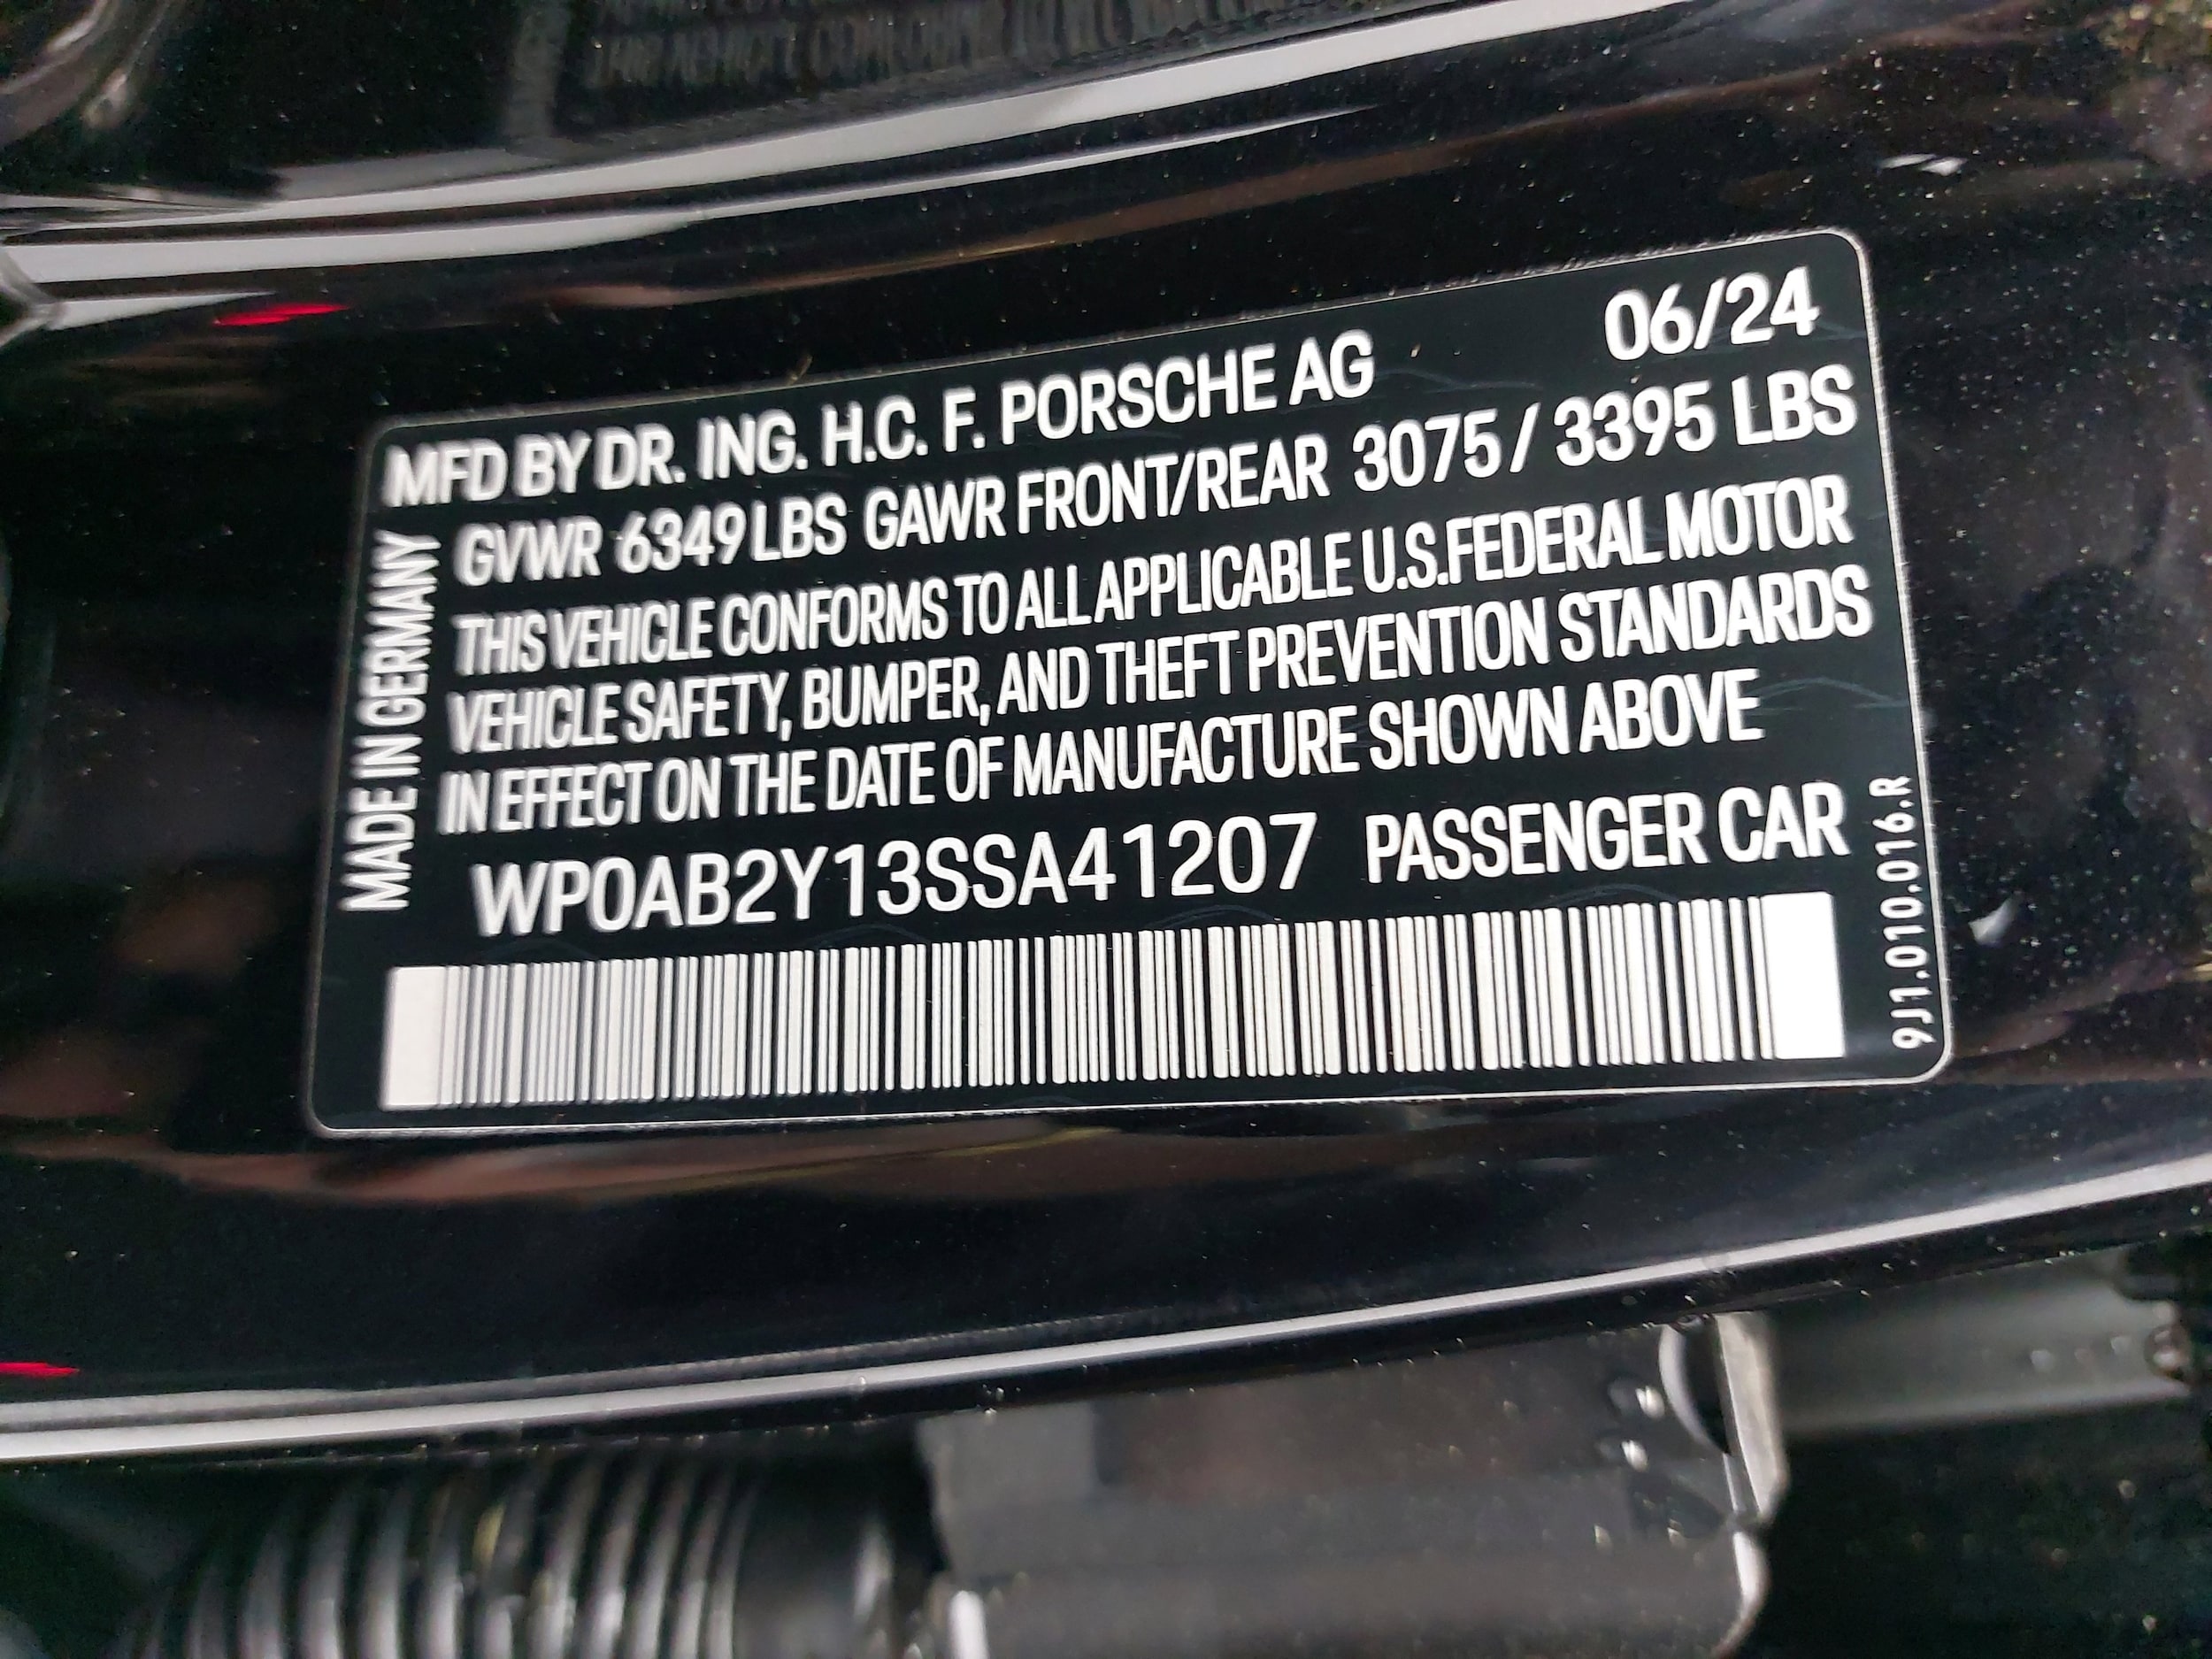 MFD BY DR. ING. H.C. F. PORSCHE AG 06/24
GVWR 6349 LBS GAWR FRONT/REAR 3075 / 3395 LBS
THIS VEHICLE CONFORMS TO ALL APPLICABLE U.S.FEDERAL MOTOR
VEHICLE SAFETY, BUMPER, AND THEFT PREVENTION STANDARDS
IN EFFECT ON THE DATE OF MANUFACTURE SHOWN ABOVE
WP0AB2Y13SSA41207 PASSENGER CAR
MADE IN GERMANY
9J1.010.016.R